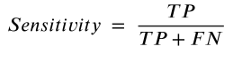 Sensitivity = TP / TP + FN